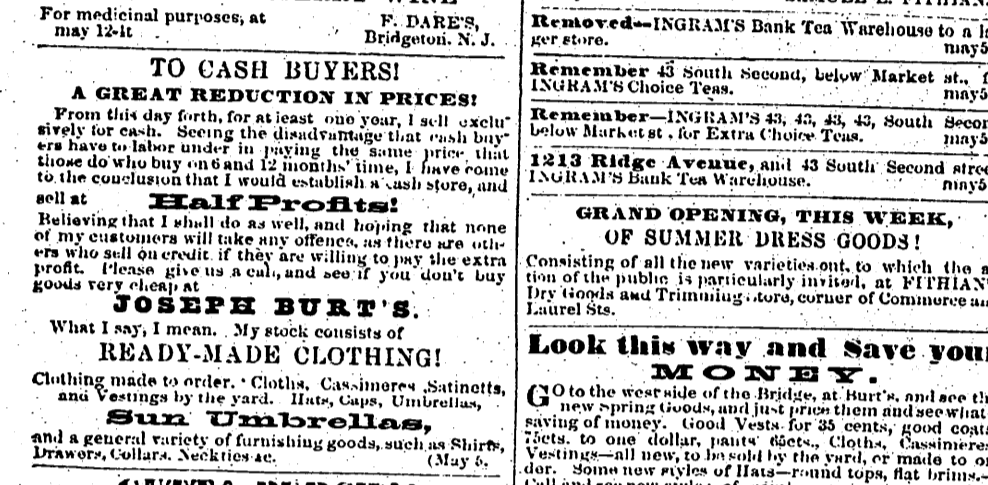 For medicinal purposes, at
F. DARE'S,
may 12-1t
Bridgeton, N. J.
TO CASH BUYERS!
A GREAT REDUCTION IN PRICES!
From this day forth, for at least one year, I sell exclu-
sively for cash. Seeing the disadvantage that cash buy-
ers have to labor under in paying the same price that
those do who buy on 6 and 12 months' time, I have come
to the conclusion that I would establish a cash store, and
sell at Half Profits!
Believing that I shall do as well, and hoping that none
of my customers will take any offence, as there are oth-
ers who sell on credit if they are willing to pay the extra
profit. Please give us a call, and see if you don't buy
goods very cheap at
JOSEPH BURT'S.
What I say, I mean. My stock consists of
READY-MADE CLOTHING!
Clothing made to order. Cloths, Cassimeres, Satinetts,
and Vestings by the yard. Hats, Caps, Umbrellas,
Sun Umbrellas,
and a general variety of furnishing goods, such as Shirts,
Drawers, Collars, Neckties &c. (May 5,
Removed—INGRAM'S Bank Tea Warehouse to a
ger store. may5
Remember 43 South Second, below Market st.,
INGRAM'S Choice Teas. may5
Remember—INGRAM'S 43, 43, 43, 43, South
below Market st, for Extra Choice Teas. may5
1213 Ridge Avenue, and 43 South Second
INGRAM'S Bank Tea Warehouse. may5
GRAND OPENING, THIS WEEK,
OF SUMMER DRESS GOODS!
Consisting of all the new varieties out, to which the
tion of the public is particularly invited, at
Dry Goods and Trimming store, corner of Commerce
Laurel Sts.
Look this way and Save
MONEY.
GO to the west side of the Bridge, at Burt's, and see
new Spring Goods, and just price them and see what
saving of money. Good Vests for 35 cents, good
75cts. to one dollar, pants 65cts., Cloths,
Vestings—all new, to be sold by the yard, or made to
der. Some new styles of Hats—round tops, flat brims.—